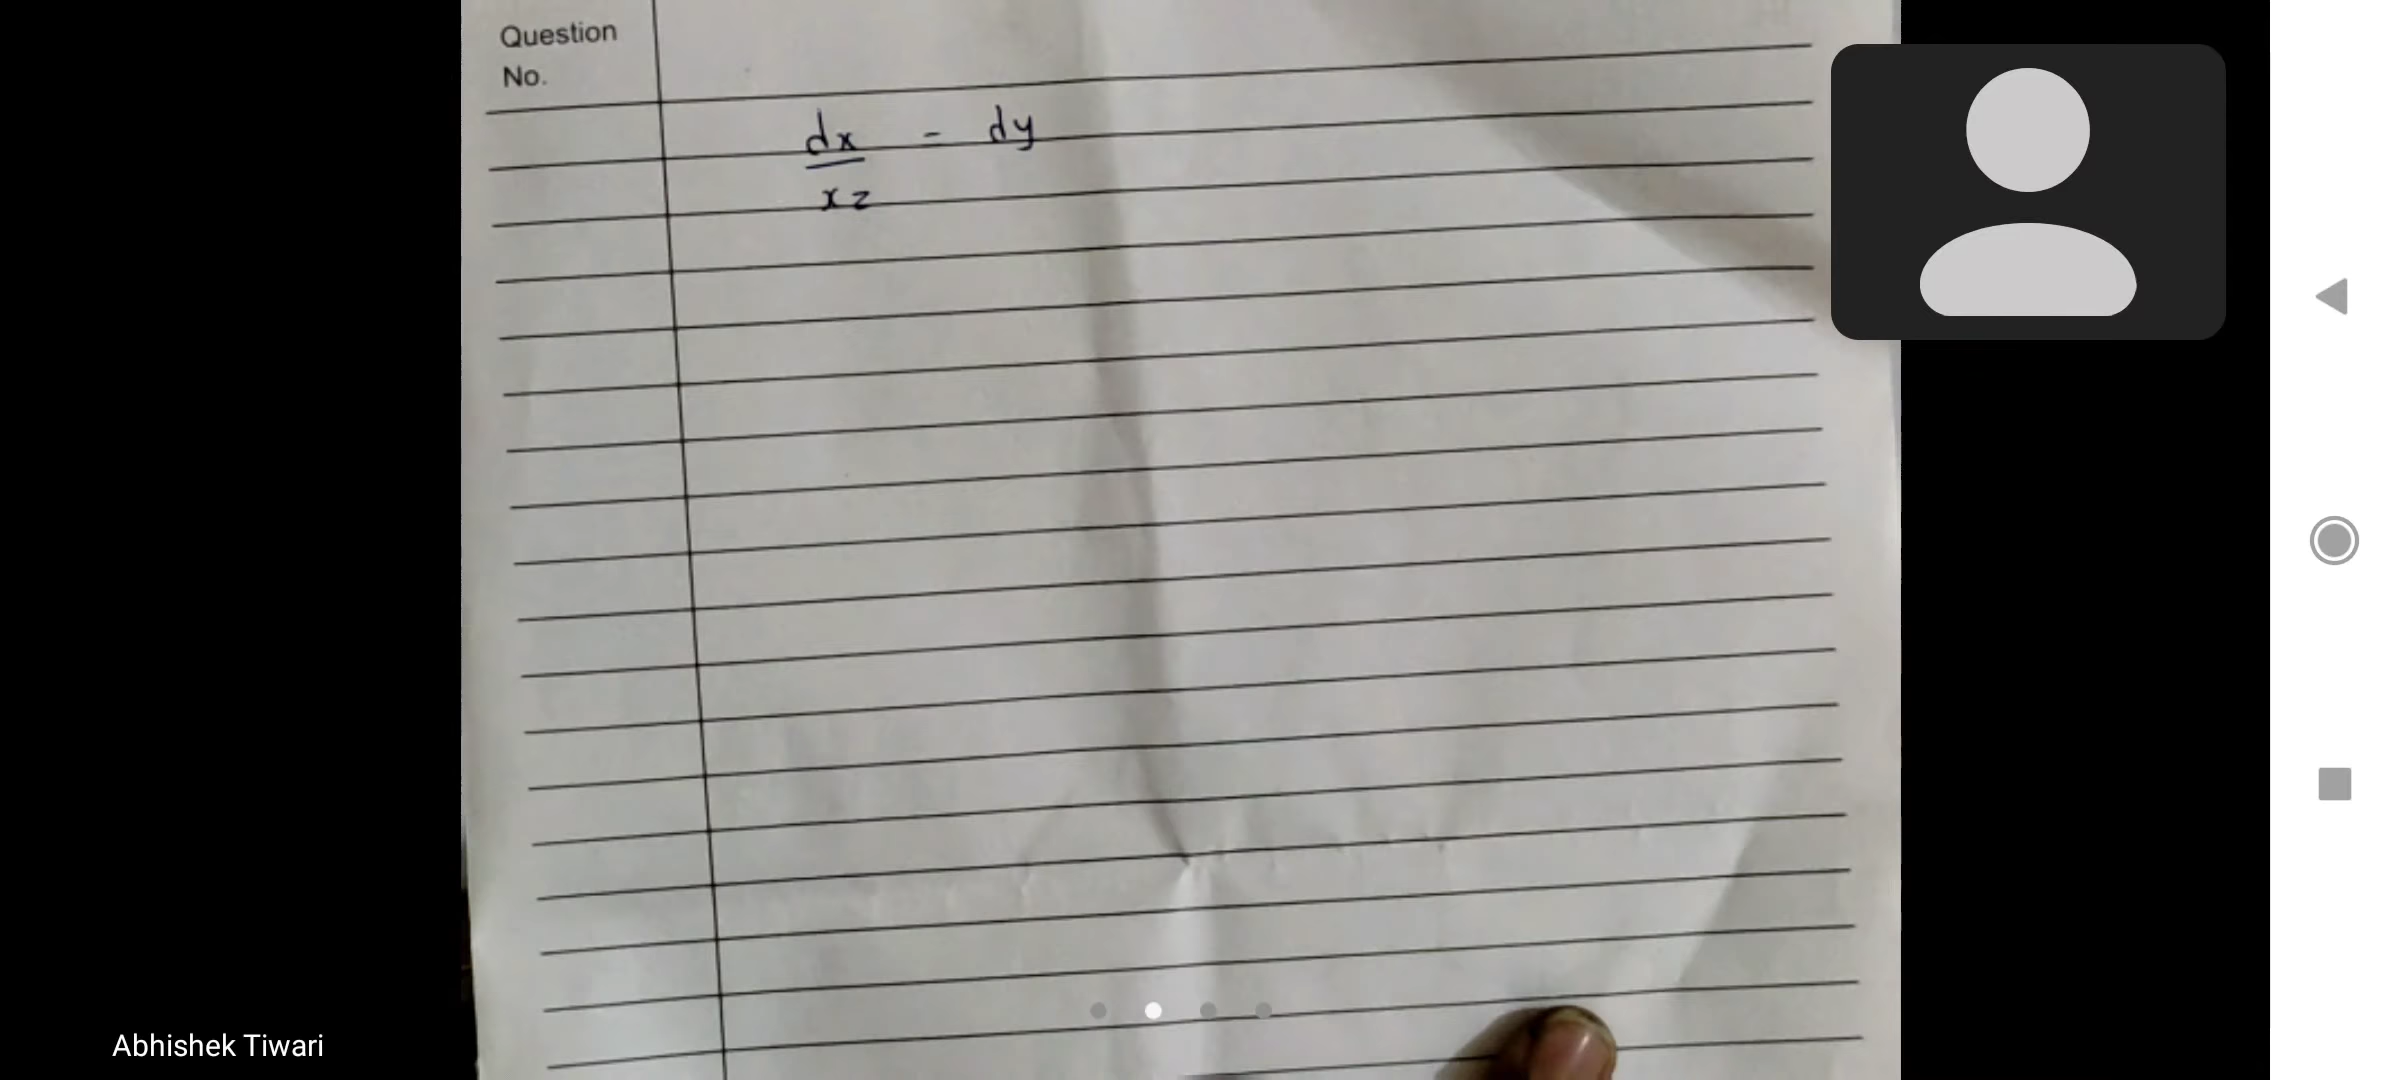 Question
No.
dx = dy
xz
Abhishek Tiwari